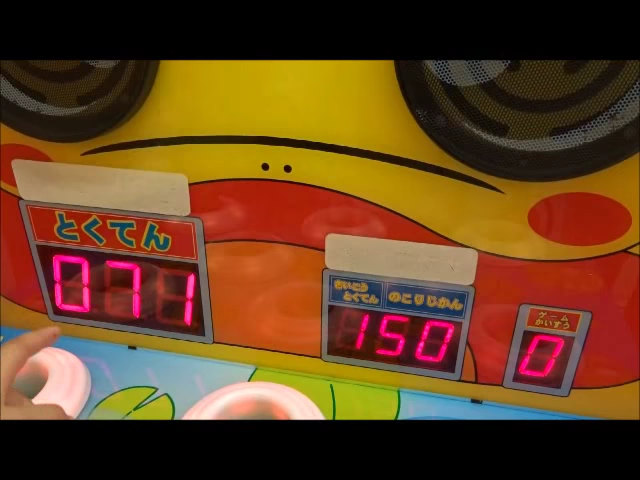 とくてん
071
さいこう
とくてん
のこりじかん
150
ゲーム
かいすう
0